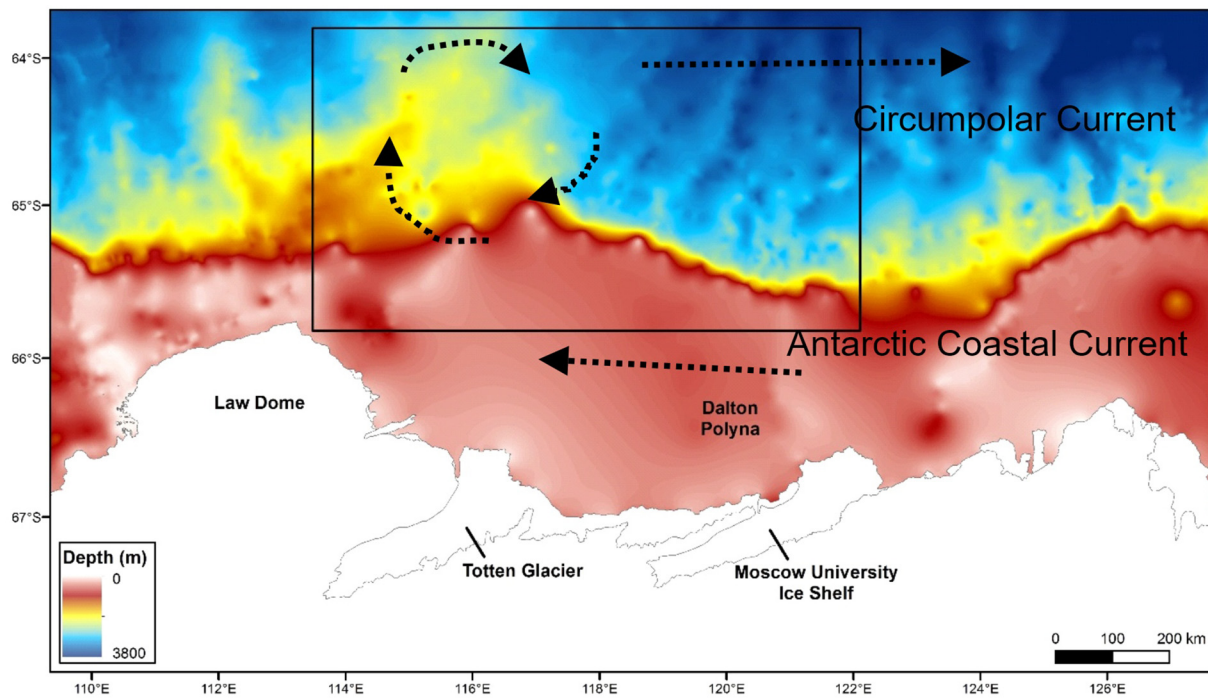 64°S
Circumpolar Current
65°S
Antarctic Coastal Current
66°S
Law Dome
Dalton
Polyna
67°S
Depth (m)
0
3800
Totten Glacier
Moscow University
Ice Shelf
0 100 200 km
110°E 112°E 114°E 116°E 118°E 120°E 122°E 124°E 126°E